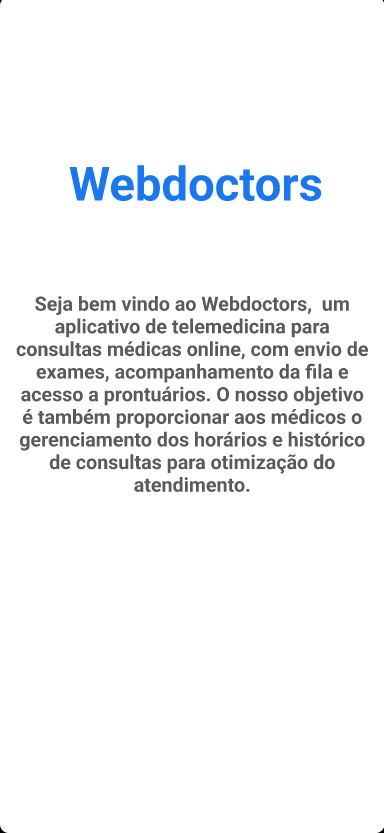 Webdoctors
Seja bem vindo ao Webdoctors,  um
aplicativo de telemedicina para
consultas médicas online, com envio de
exames, acompanhamento da fila e
acesso a prontuários. O nosso objetivo
é também proporcionar aos médicos o
gerenciamento dos horários e histórico
de consultas para otimização do
atendimento.